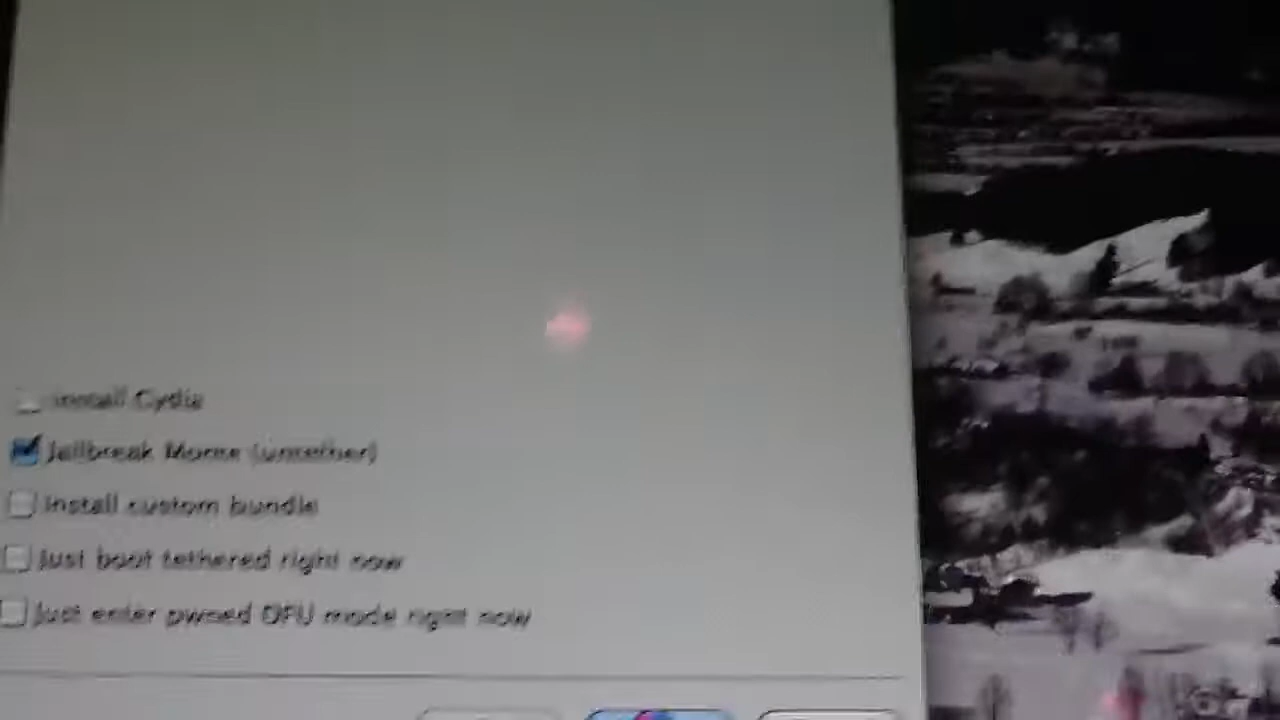 Install Cydia
Jailbreak Monte (untether)
Install custom bundle
Just boot tethered right now
Just enter pwned DFU mode right now